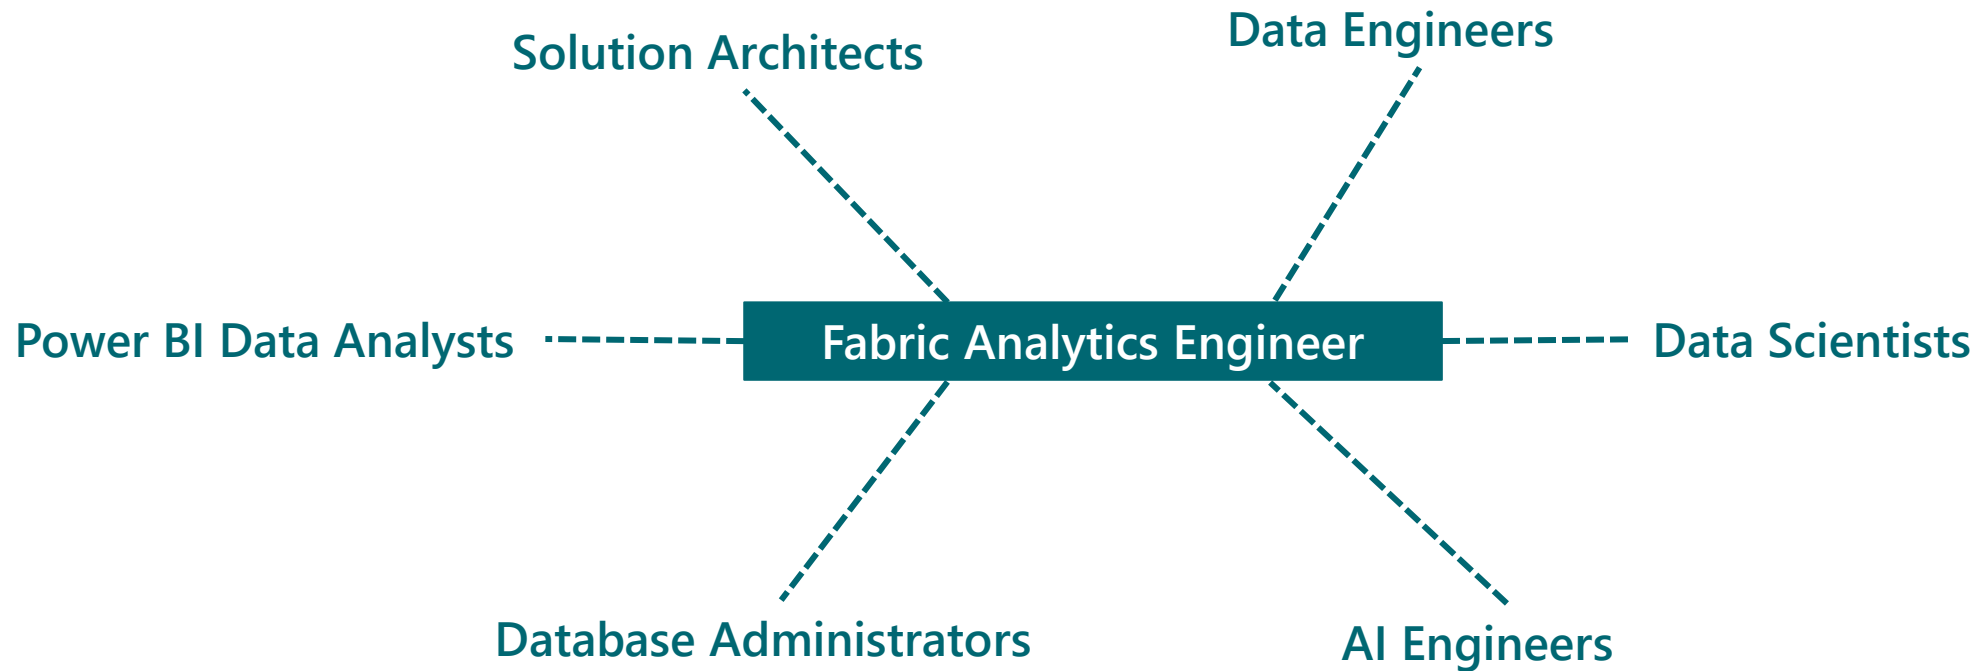 Solution Architects
Data Engineers
Power BI Data Analysts
Fabric Analytics Engineer
Data Scientists
Database Administrators
AI Engineers